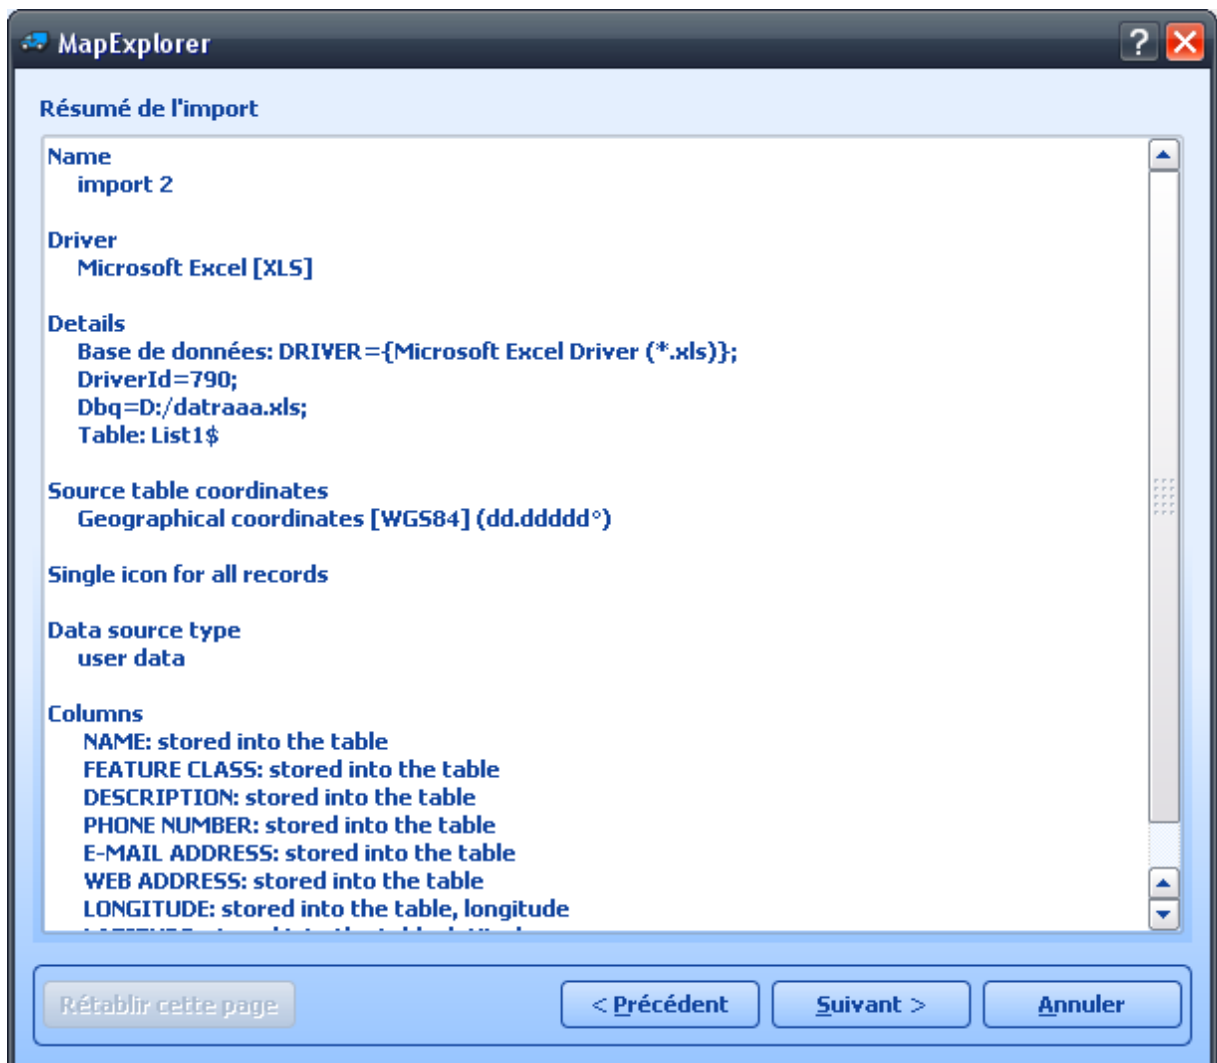 MapExplorer
Résumé de l'import
Name
import 2
Driver
Microsoft Excel [XLS]
Details
Base de données: DRIVER={Microsoft Excel Driver (*.xls)};
DriverId=790;
Dbq=D:/datraaa.xls;
Table: List1$
Source table coordinates
Geographical coordinates [WGS84] (dd.ddddd°)
Single icon for all records
Data source type
user data
Columns
NAME: stored into the table
FEATURE CLASS: stored into the table
DESCRIPTION: stored into the table
PHONE NUMBER: stored into the table
E-MAIL ADDRESS: stored into the table
WEB ADDRESS: stored into the table
LONGITUDE: stored into the table, longitude
Rétablir cette page
< Précédent
Suivant >
Annuler